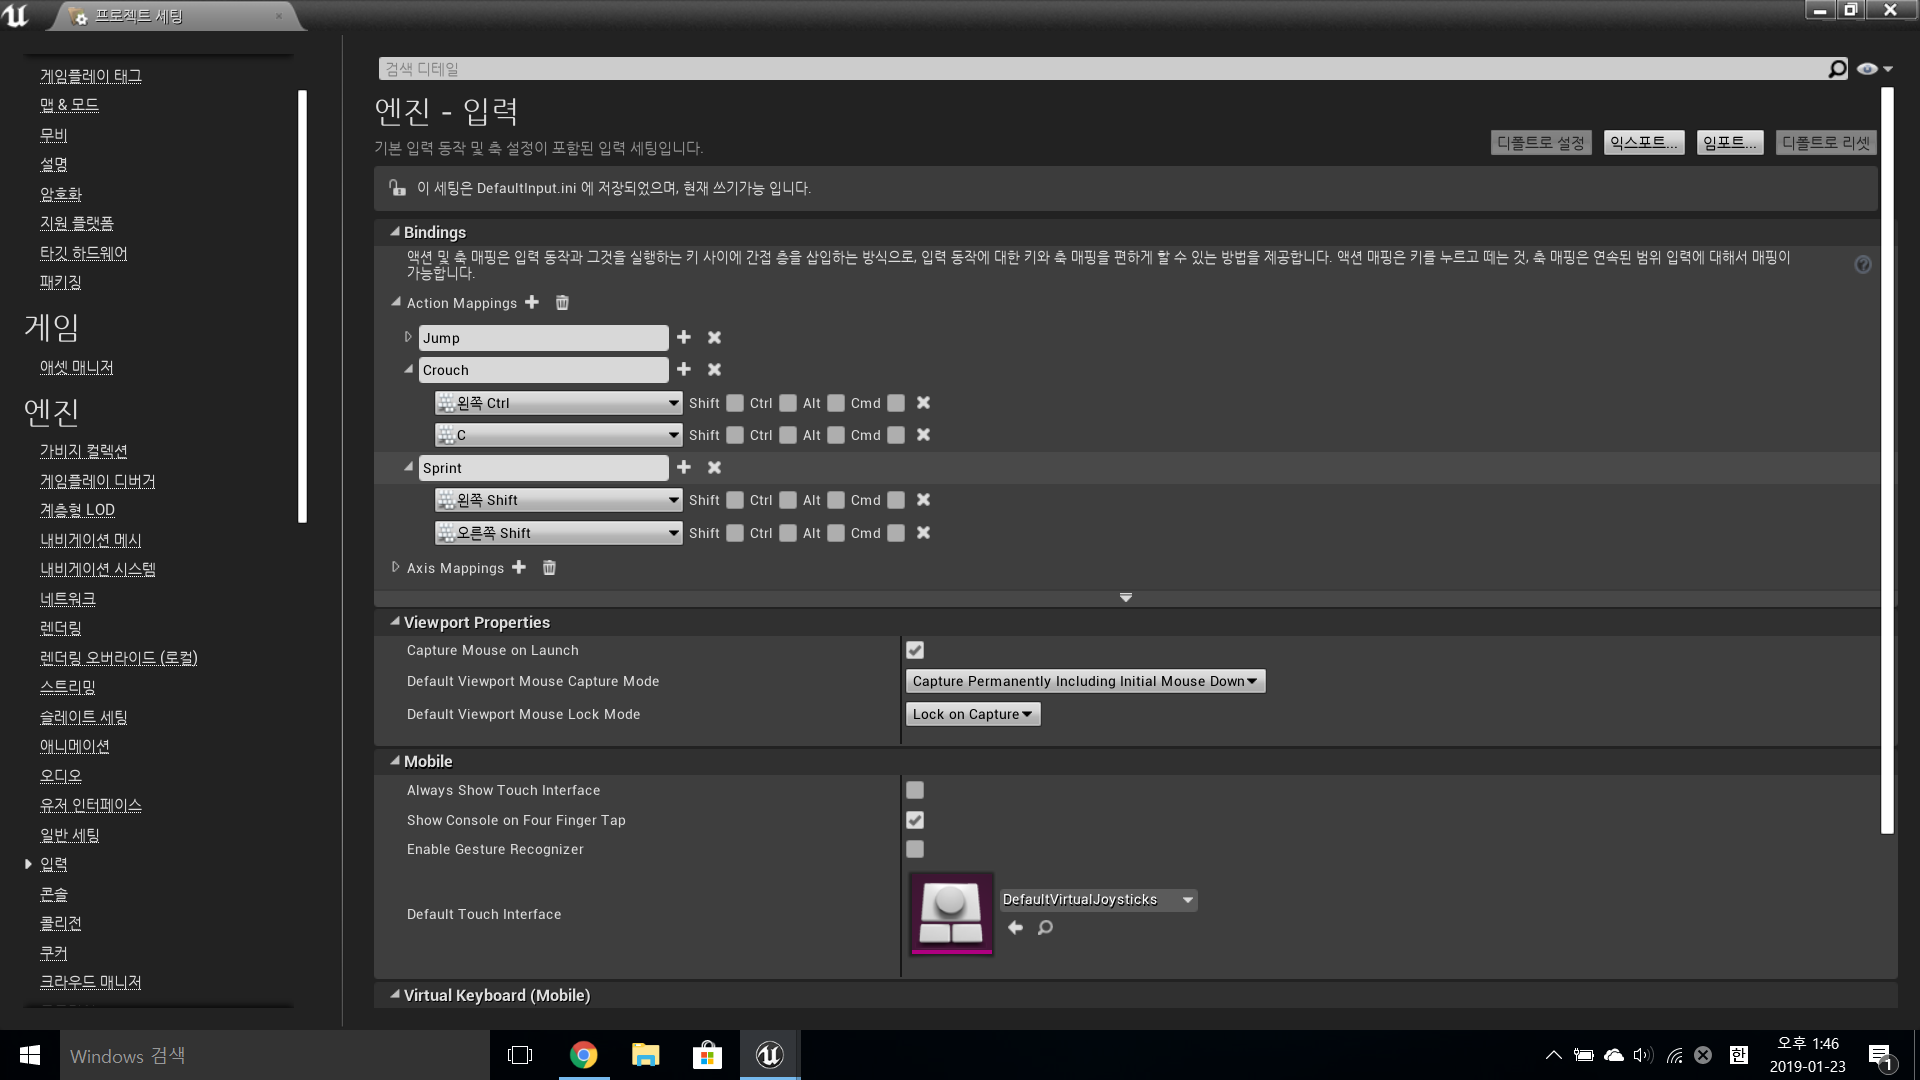 프로젝트 세팅
게임플레이 태그
맵 & 모드
무비
설명
암호화
지원 플랫폼
타깃 하드웨어
패키징
게임
애셋 매니저
엔진
가비지 컬렉션
게임플레이 디버거
계층형 LOD
내비게이션 메시
내비게이션 시스템
네트워크
렌더링
렌더링 오버라이드 (로컬)
스트리밍
슬레이트 세팅
애니메이션
오디오
유저 인터페이스
일반 세팅
입력
콘솔
콜리전
쿠커
크라우드 매니저
검색 디테일
엔진 - 입력
기본 입력 동작 및 축 설정이 포함된 입력 세팅입니다.
디폴트로 설정 익스포트... 임포트... 디폴트로 리셋
이 세팅은 DefaultInput.ini 에 저장되었으며, 현재 쓰기가능 입니다.
Bindings
액션 및 축 매핑은 입력 동작과 그것을 실행하는 키 사이에 간접 층을 삽입하는 방식으로, 입력 동작에 대한 키와 축 매핑을 편하게 할 수 있는 방법을 제공합니다. 액션 매핑은 키를 누르고 떼는 것, 축 매핑은 연속된 범위 입력에 대해서 매핑이
가능합니다.
Action Mappings
Jump
Crouch
왼쪽 Ctrl Shift Ctrl Alt Cmd
C Shift Ctrl Alt Cmd
Sprint
왼쪽 Shift Shift Ctrl Alt Cmd
오른쪽 Shift Shift Ctrl Alt Cmd
Axis Mappings
Viewport Properties
Capture Mouse on Launch
Default Viewport Mouse Capture Mode Capture Permanently Including Initial Mouse Down
Default Viewport Mouse Lock Mode Lock on Capture
Mobile
Always Show Touch Interface
Show Console on Four Finger Tap
Enable Gesture Recognizer
Default Touch Interface DefaultVirtualJoysticks
Virtual Keyboard (Mobile)
Windows 검색
한
오후 1:46
2019-01-23
1